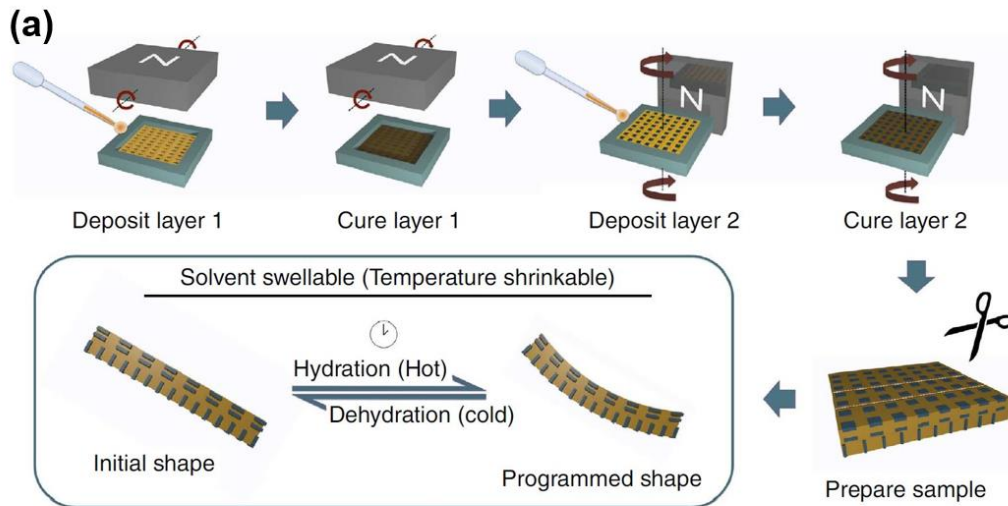 (a)
N
N
N
N
Deposit layer 1
Cure layer 1
Deposit layer 2
Cure layer 2
Solvent swellable (Temperature shrinkable)
Hydration (Hot)
Dehydration (cold)
Initial shape
Programmed shape
Prepare sample